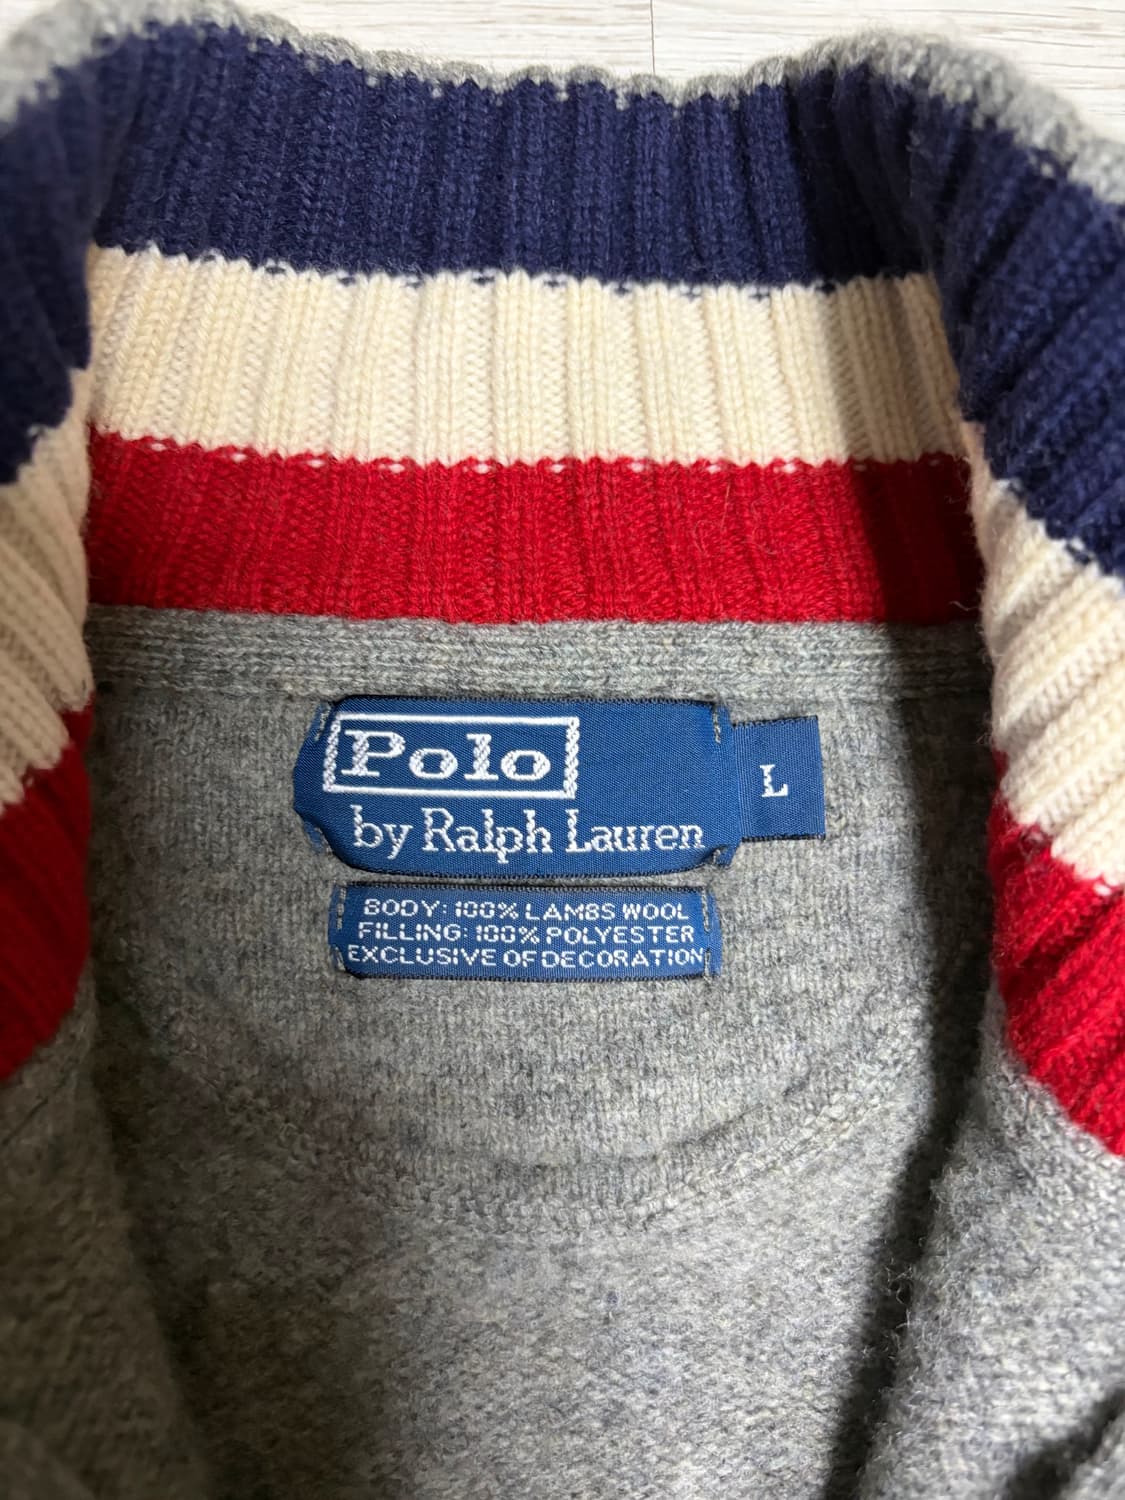 Polo
by Ralph Lauren
L
BODY: 100% LAMBS WOOL
FILLING: 100% POLYESTER
EXCLUSIVE OF DECORATION